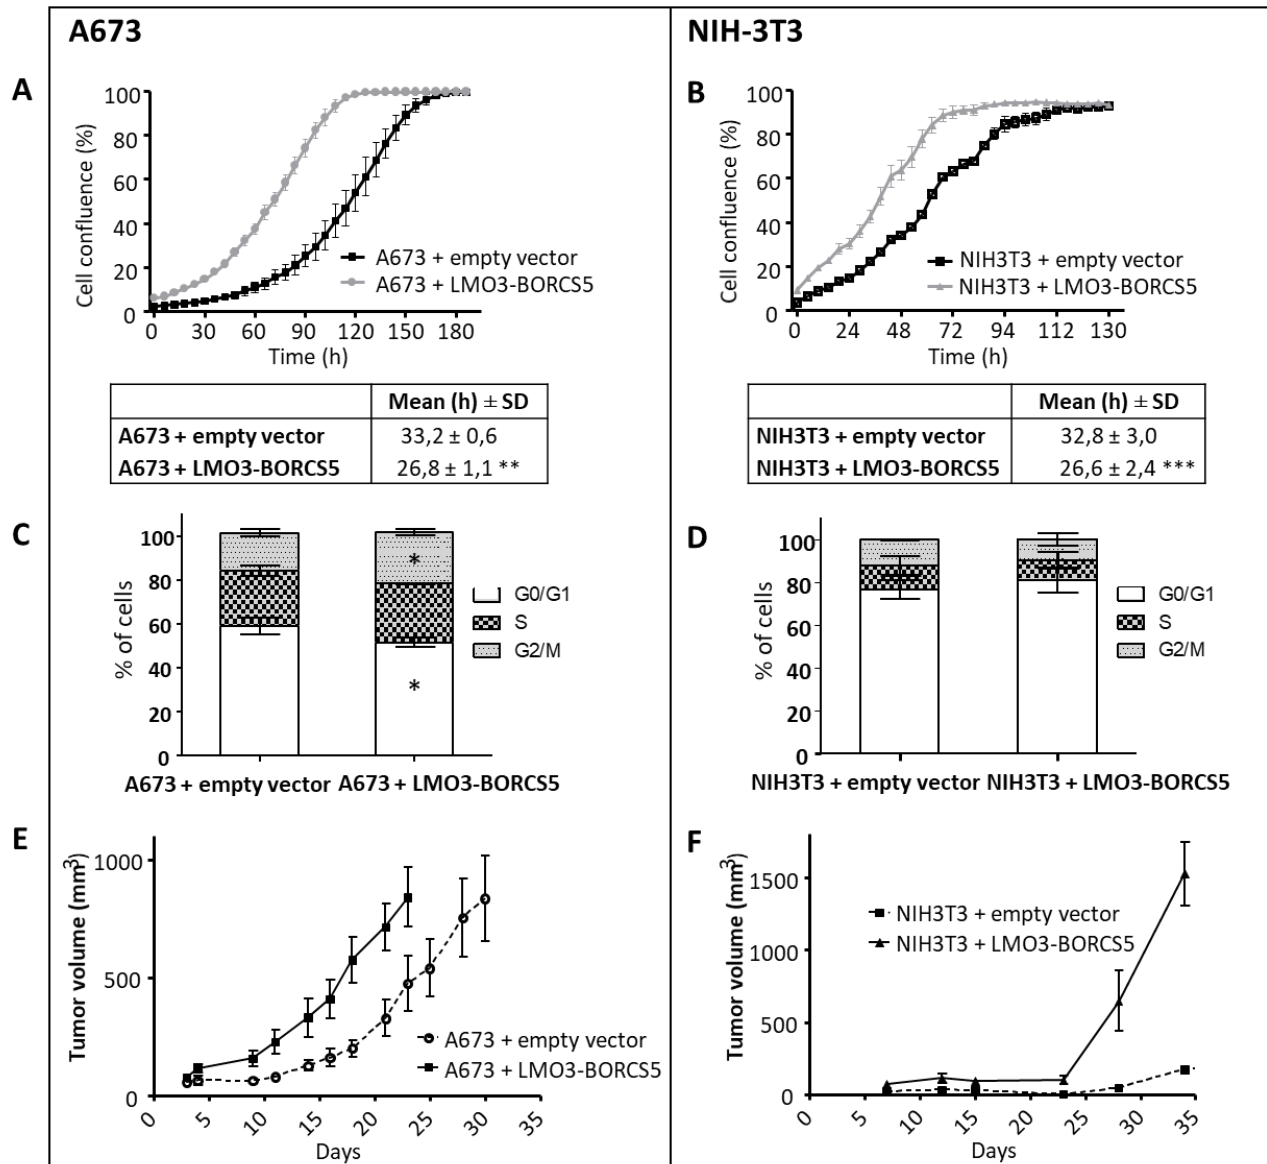 A673
NIH-3T3
A
B
Cell confluence (%)
100
80
60
40
20
0
0 30 60 90 120 150 180
Time (h)
A673 + empty vector
A673 + LMO3-BORCS5
Cell confluence (%)
100
80
60
40
20
0
0 24 48 72 94 112 130
Time (h)
NIH3T3 + empty vector
NIH3T3 + LMO3-BORCS5
Mean (h) ± SD
A673 + empty vector 33,2 ± 0,6
A673 + LMO3-BORCS5 26,8 ± 1,1 **
Mean (h) ± SD
NIH3T3 + empty vector 32,8 ± 3,0
NIH3T3 + LMO3-BORCS5 26,6 ± 2,4 ***
C
% of cells
100
80
60
40
20
0
*
*
G0/G1
S
G2/M
A673 + empty vector A673 + LMO3-BORCS5
D
% of cells
100
80
60
40
20
0
G0/G1
S
G2/M
NIH3T3 + empty vector NIH3T3 + LMO3-BORCS5
E
Tumor volume (mm3)
1000
500
0
0 5 10 15 20 25 30 35
Days
A673 + empty vector
A673 + LMO3-BORCS5
F
Tumor volume (mm3)
1500
1000
500
0
0 5 10 15 20 25 30 35
Days
NIH3T3 + empty vector
NIH3T3 + LMO3-BORCS5